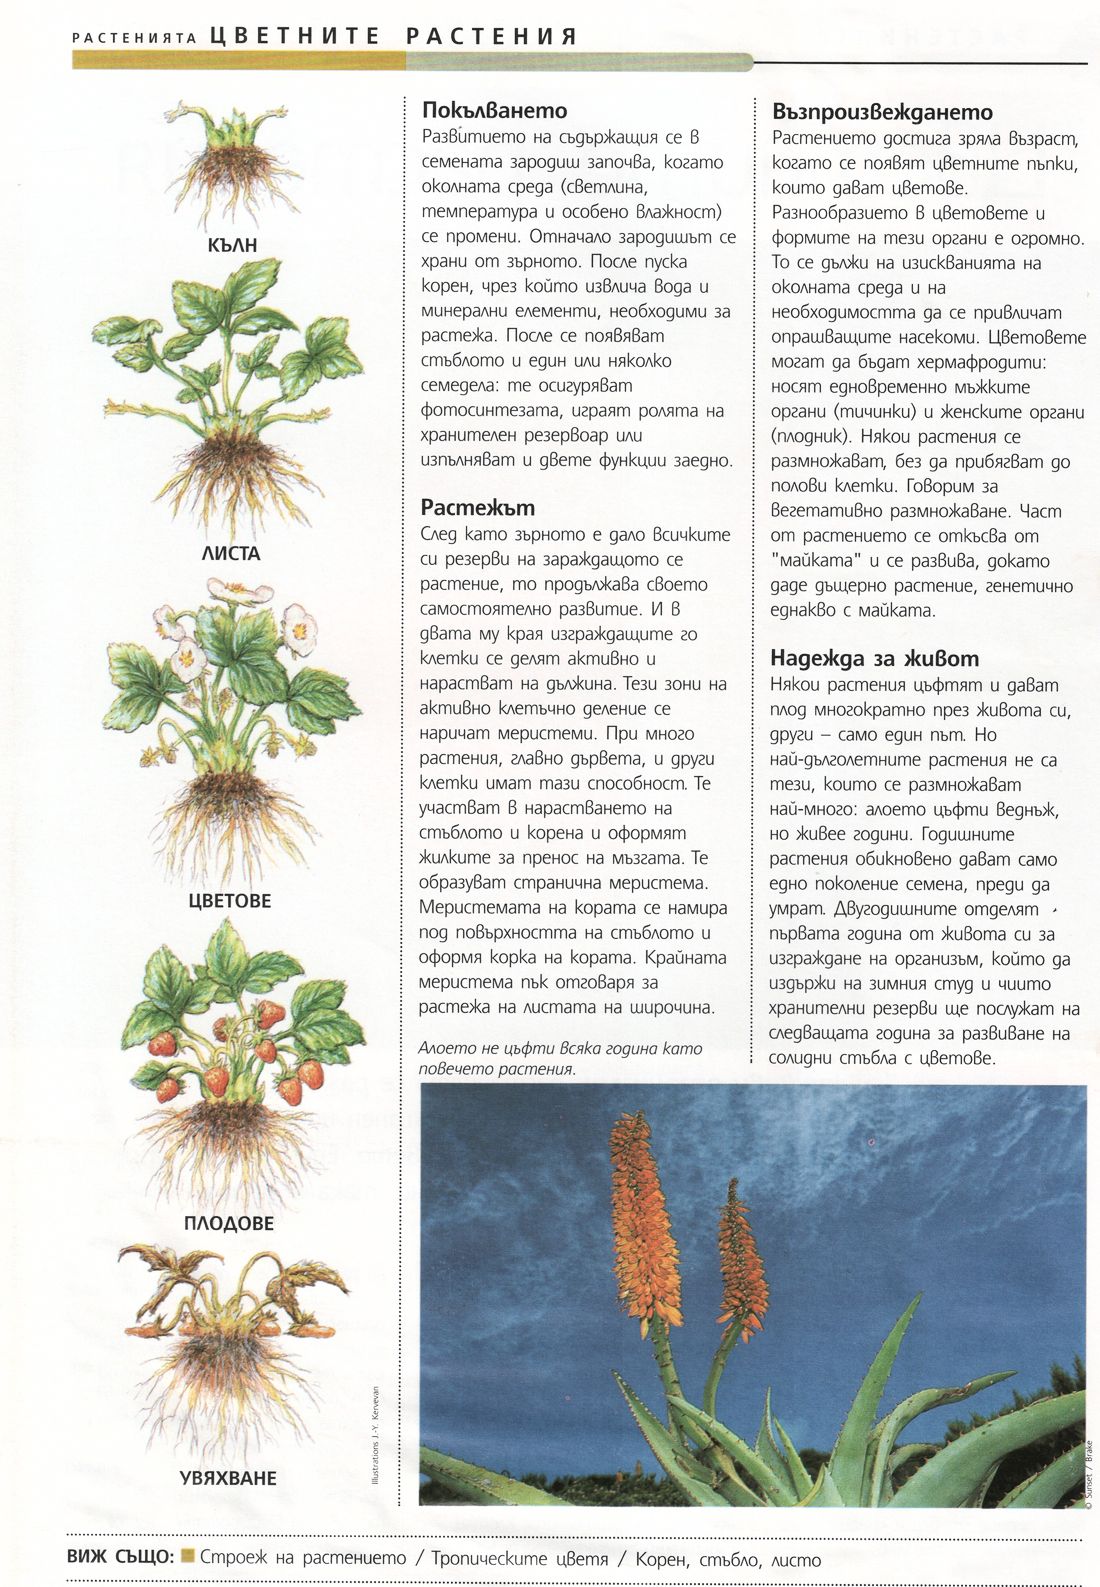 РАСТЕНИЯТА ЦВЕТНИТЕ РАСТЕНИЯ
КЪЛН
ЛИСТА
ЦВЕТОВЕ
ПЛОДОВЕ
УВЯХВАНЕ
Illustrations J.-Y. Kervevan
Покълването
Развитието на съдържащия се в
семената зародиш започва, когато
околната среда (светлина,
температура и особено влажност)
се промени. Отначало зародишът се
храни от зърното. После пуска
корен, чрез който извлича вода и
минерални елементи, необходими за
растежа. После се появяват
стъблото и един или няколко
семедела: те осигуряват
фотосинтезата, играят ролята на
хранителен резервоар или
изпълняват и двете функции заедно.
Растежът
След като зърното е дало всичките
си резерви на зараждащото се
растение, то продължава своето
самостоятелно развитие. И в
двата му края изграждащите го
клетки се делят активно и
нарастват на дължина. Тези зони на
активно клетъчно деление се
наричат меристеми. При много
растения, главно дървета, и други
клетки имат тази способност. Те
участват в нарастването на
стъблото и корена и оформят
жилките за пренос на мъзгата. Те
образуват странична меристема.
Меристемата на кората се намира
под повърхността на стъблото и
оформя корка на кората. Крайната
меристема пък отговаря за
растежа на листата на широчина.
Алоето не цъфти всяка година като
повечето растения.
Възпроизвеждането
Растението достига зряла възраст,
когато се появят цветните пъпки,
които дават цветове.
Разнообразието в цветовете и
формите на тези органи е огромно.
То се дължи на изискванията на
околната среда и на
необходимостта да се привличат
опрашващите насекоми. Цветовете
могат да бъдат хермафродити:
носят едновременно мъжките
органи (тичинки) и женските органи
(плодник). Някои растения се
размножават, без да прибягват до
полови клетки. Говорим за
вегетативно размножаване. Част
от растението се откъсва от
"майката" и се развива, докато
даде дъщерно растение, генетично
еднакво с майката.
Надежда за живот
Някои растения цъфтят и дават
плод многократно през живота си,
други – само един път. Но
най-дълголетните растения не са
тези, които се размножават
най-много: алоето цъфти веднъж,
но живее години. Годишните
растения обикновено дават само
едно поколение семена, преди да
умрат. Двугодишните отделят
първата година от живота си за
изграждане на организъм, който да
издържи на зимния студ и чиито
хранителни резерви ще послужат на
следващата година за развиване на
солидни стъбла с цветове.
© Sunset / Brake
ВИЖ СЪЩО: Строеж на растението / Тропическите цветя / Корен, стъбло, листо